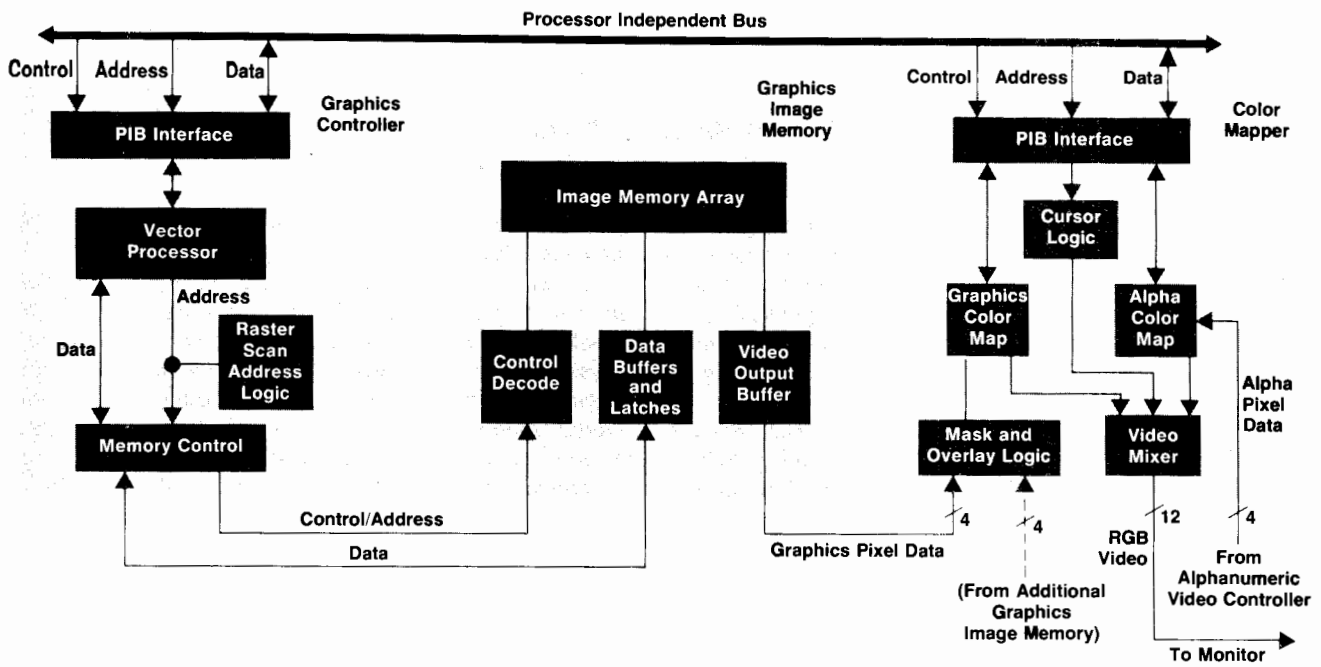 Processor Independent Bus
Control
Address
Data
Graphics
Controller
PIB Interface
Vector
Processor
Address
Data
Raster
Scan
Address
Logic
Memory Control
Control/Address
Data
Graphics
Image
Memory
Image Memory Array
Control
Decode
Data
Buffers
and
Latches
Video
Output
Buffer
Graphics Pixel Data
Control
Address
Data
Color
Mapper
PIB Interface
Cursor
Logic
Graphics
Color
Map
Alpha
Color
Map
Mask and
Overlay Logic
Video
Mixer
Alpha
Pixel
Data
4
4
12
4
RGB
Video
From
Alphanumeric
Video Controller
(From Additional
Graphics
Image Memory)
To Monitor